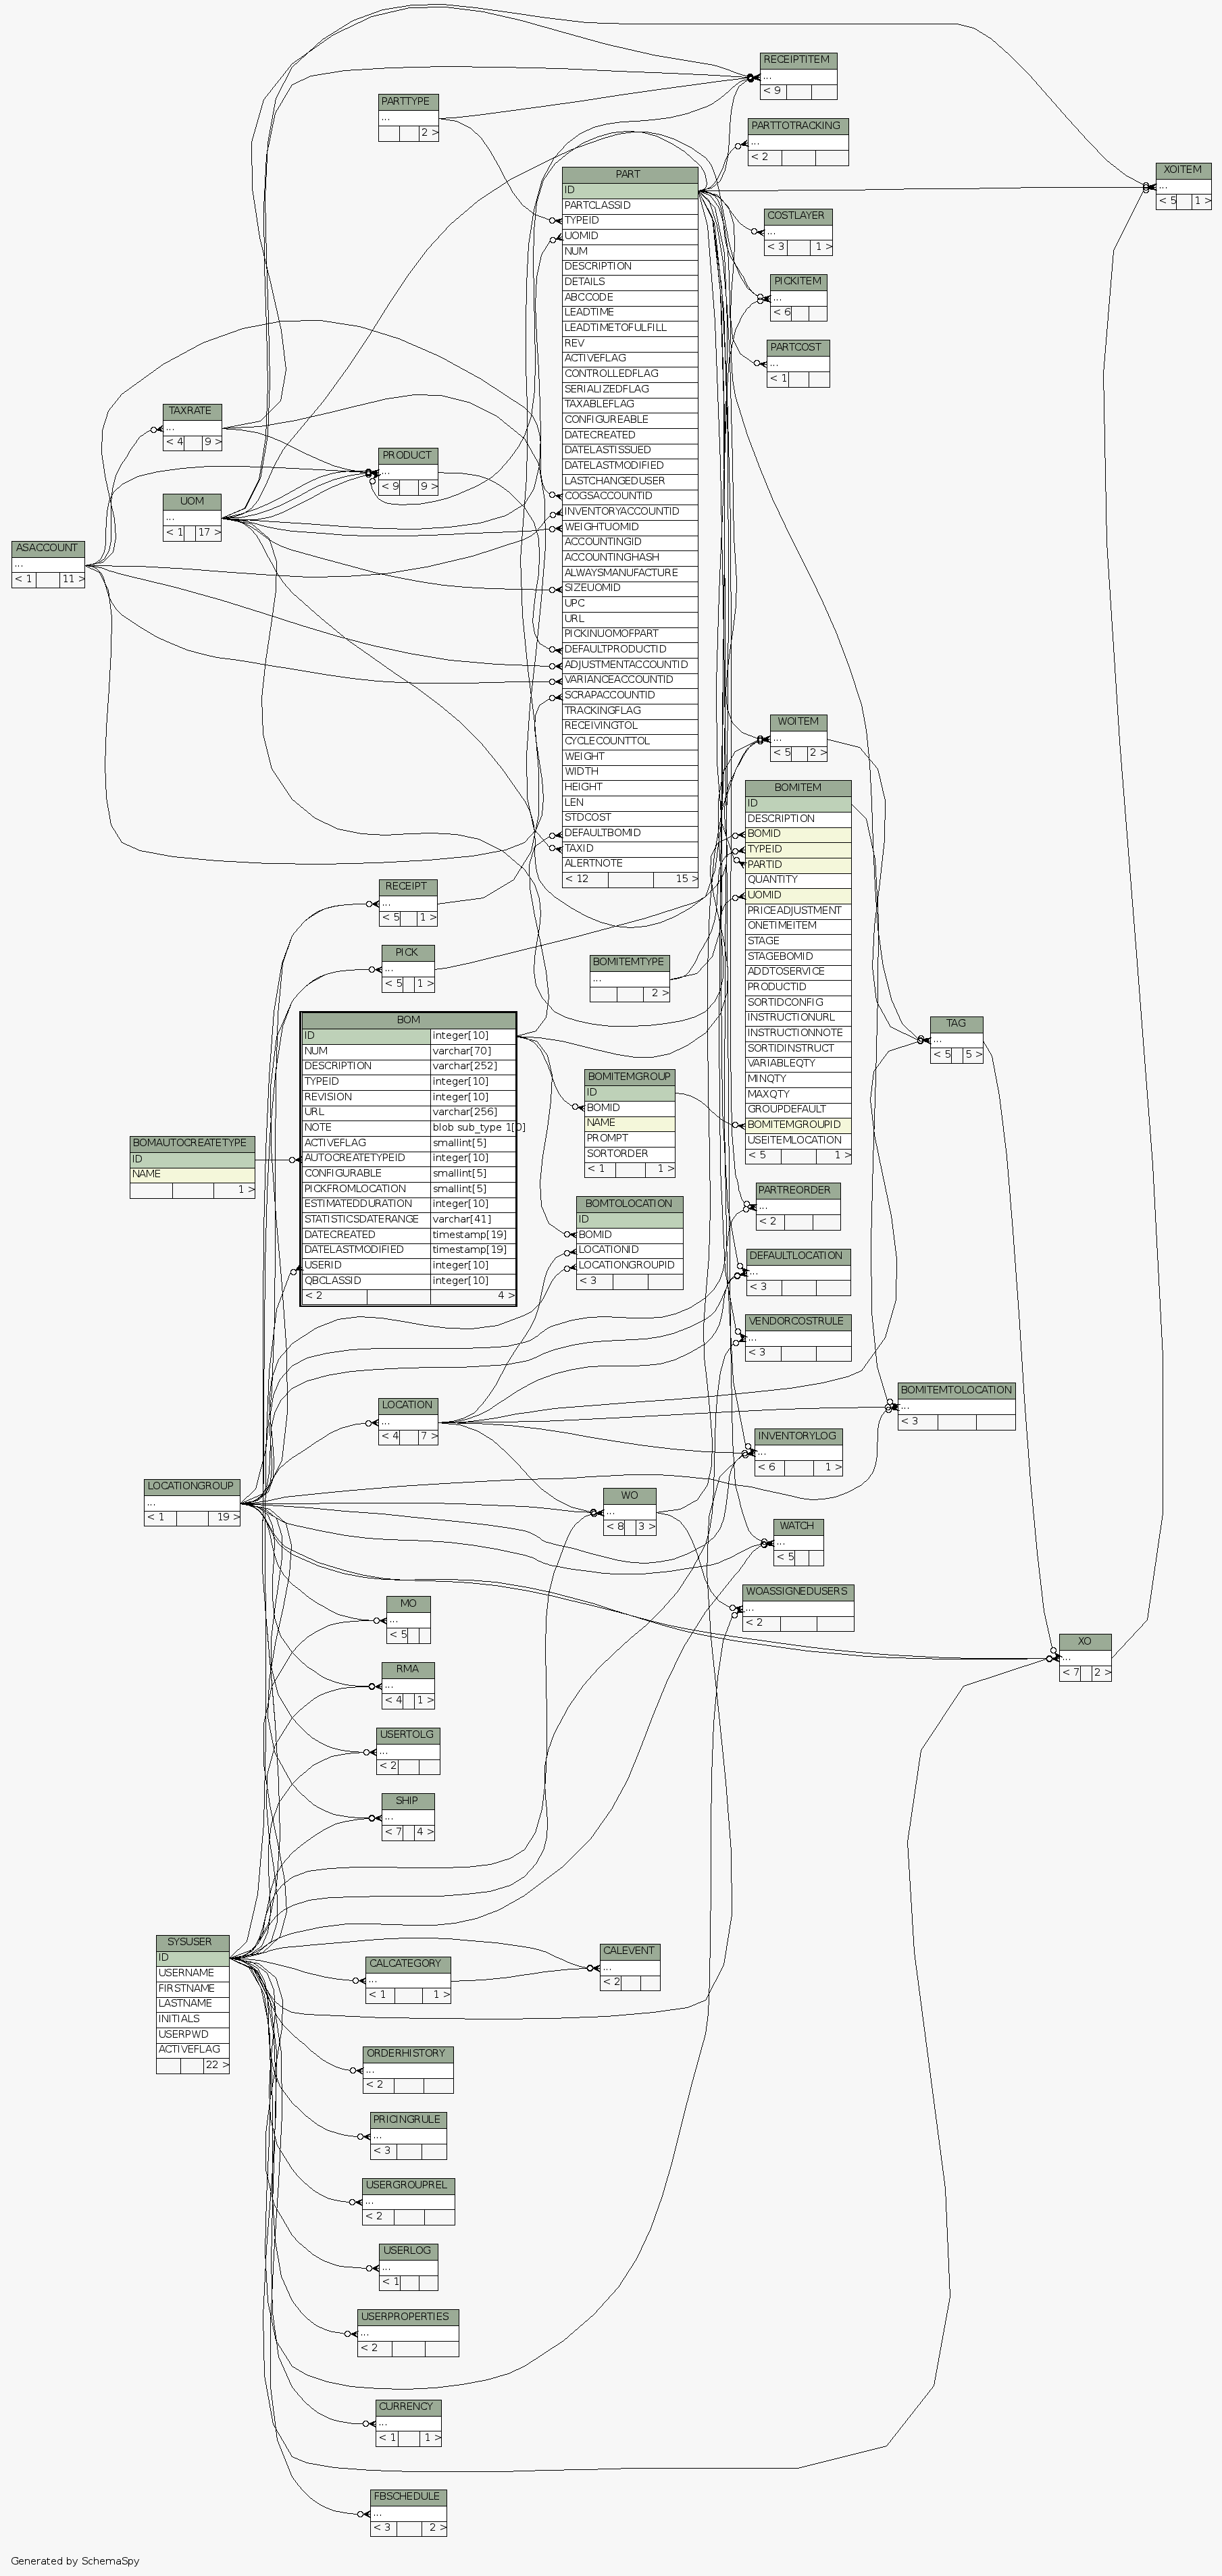 RECEIPTITEM
...
< 9
PARTTYPE
...
2 >
PARTTOTRACKING
...
< 2
XOITEM
...
< 5 1 >
PART
ID
PARTCLASSID
TYPEID
UOMID
NUM
DESCRIPTION
DETAILS
ABCCODE
LEADTIME
LEADTIMETOFULFILL
REV
ACTIVEFLAG
CONTROLLEDFLAG
SERIALIZEDFLAG
TAXABLEFLAG
CONFIGUREABLE
DATECREATED
DATELASTISSUED
DATELASTMODIFIED
LASTCHANGEDUSER
COGSACCOUNTID
INVENTORYACCOUNTID
WEIGHTUOMID
ACCOUNTINGID
ACCOUNTINGHASH
ALWAYSMANUFACTURE
SIZEUOMID
UPC
URL
PICKINUOMOFPART
DEFAULTPRODUCTID
ADJUSTMENTACCOUNTID
VARIANCEACCOUNTID
SCRAPACCOUNTID
TRACKINGFLAG
RECEIVINGTOL
CYCLECOUNTTOL
WEIGHT
WIDTH
HEIGHT
LEN
STDCOST
DEFAULTBOMID
TAXID
ALERTNOTE
< 12 15 >
COSTLAYER
...
< 3 1 >
PICKITEM
...
< 6
PARTCOST
...
< 1
TAXRATE
...
< 4 9 >
PRODUCT
...
< 9 9 >
UOM
...
< 1 17 >
ASACCOUNT
...
< 1 11 >
WOITEM
...
< 5 2 >
BOMITEM
ID
DESCRIPTION
BOMID
TYPEID
PARTID
QUANTITY
UOMID
PRICEADJUSTMENT
ONETIMEITEM
STAGE
STAGEBOMID
ADDTOSERVICE
PRODUCTID
SORTIDCONFIG
INSTRUCTIONURL
INSTRUCTIONNOTE
SORTIDINSTRUCT
VARIABLEQTY
MINQTY
MAXQTY
GROUPDEFAULT
BOMITEMGROUPID
USEITEMLOCATION
< 5 1 >
RECEIPT
...
< 5 1 >
PICK
...
< 5 1 >
BOMITEMTYPE
...
2 >
BOM
ID integer[10]
NUM varchar[70]
DESCRIPTION varchar[252]
TYPEID integer[10]
REVISION integer[10]
URL varchar[256]
NOTE blob sub_type 1[0]
ACTIVEFLAG smallint[5]
AUTOCREATETYPEID integer[10]
CONFIGURABLE smallint[5]
PICKFROMLOCATION smallint[5]
ESTIMATEDDURATION integer[10]
STATISTICSDATERANGE varchar[41]
DATECREATED timestamp[19]
DATELASTMODIFIED timestamp[19]
USERID integer[10]
QBCLASSID integer[10]
< 2 4 >
TAG
...
< 5 5 >
BOMITEMGROUP
ID
BOMID
NAME
PROMPT
SORTORDER
< 1 1 >
BOMAUTOCREATETYPE
ID
NAME
1 >
BOMTOLOCATION
ID
BOMID
LOCATIONID
LOCATIONGROUPID
< 3
PARTREORDER
...
< 2
DEFAULTLOCATION
...
< 3
VENDORCOSTRULE
...
< 3
BOMITEMTOLOCATION
...
< 3
LOCATION
...
< 4 7 >
INVENTORYLOG
...
< 6 1 >
LOCATIONGROUP
...
< 1 19 >
WO
...
< 8 3 >
WATCH
...
< 5
WOASSIGNEDUSERS
...
< 2
MO
...
< 5
XO
...
< 7 2 >
RMA
...
< 4 1 >
USERTOLG
...
< 2
SHIP
...
< 7 4 >
SYSUSER
ID
USERNAME
FIRSTNAME
LASTNAME
INITIALS
USERPWD
ACTIVEFLAG
22 >
CALEVENT
...
< 2
CALCATEGORY
...
< 1 1 >
ORDERHISTORY
...
< 2
PRICINGRULE
...
< 3
USERGROUPREL
...
< 2
USERLOG
...
< 1
USERPROPERTIES
...
< 2
CURRENCY
...
< 1 1 >
FBSCHEDULE
...
< 3 2 >
Generated by SchemaSpy